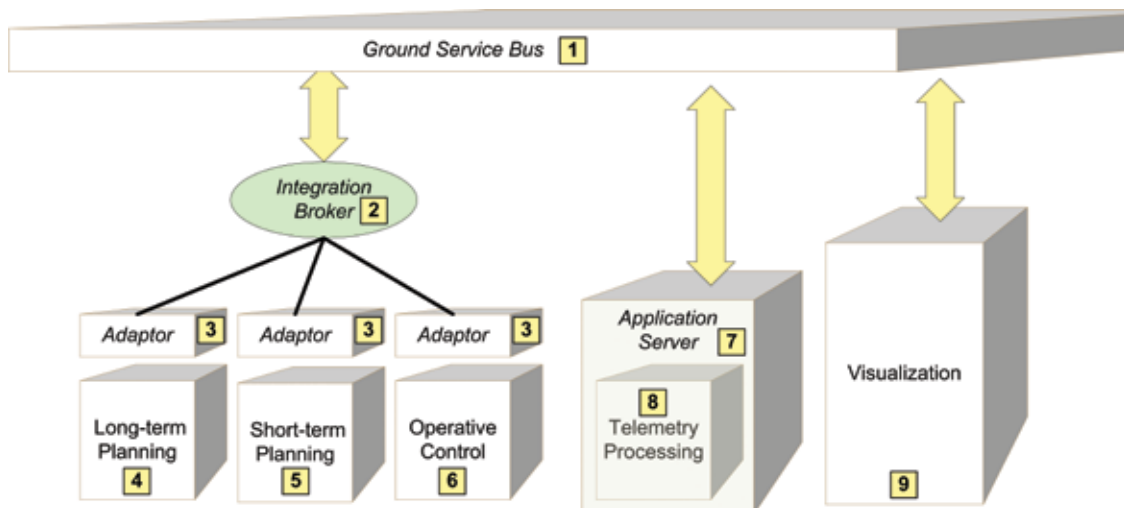 Ground Service Bus 1
Integration
Broker 2
Adaptor 3
Adaptor 3
Adaptor 3
Long-term
Planning
4
Short-term
Planning
5
Operative
Control
6
Application
Server 7
8
Telemetry
Processing
Visualization
9